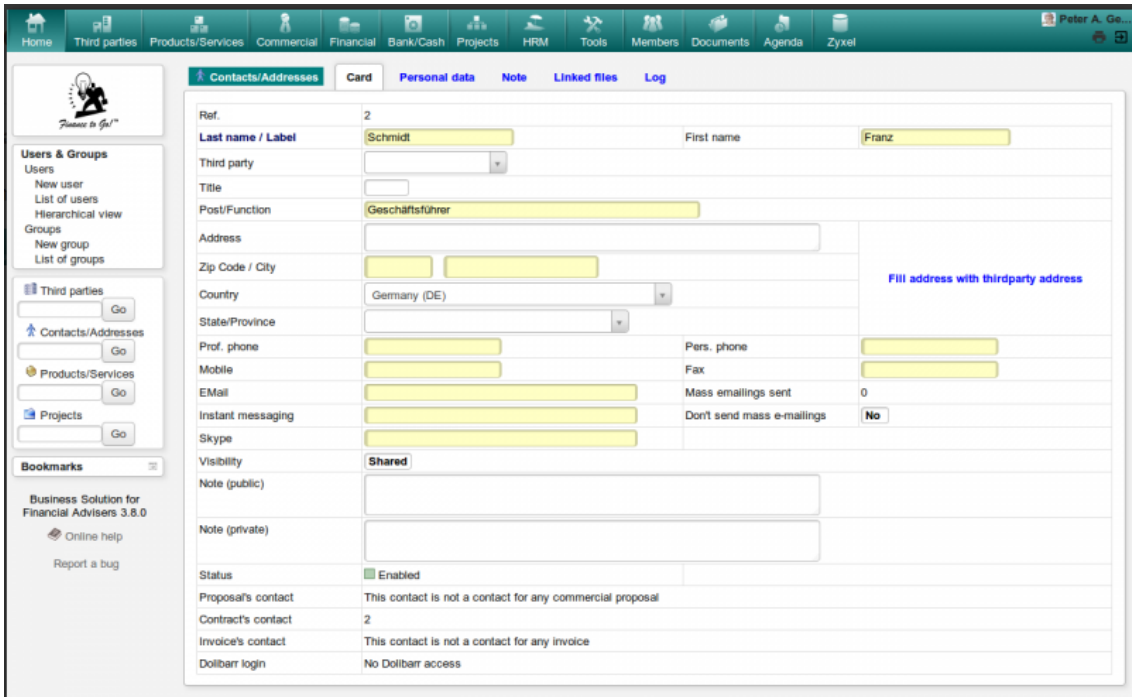 Home Third parties Products/Services Commercial Financial Bank/Cash Projects HRM Tools Members Documents Agenda Zyxel
Peter A. Ge...
Finance to Go!™
Users & Groups
Users
New user
List of users
Hierarchical view
Groups
New group
List of groups
Third parties
Go
Contacts/Addresses
Go
Products/Services
Go
Projects
Go
Bookmarks
Business Solution for
Financial Advisers 3.8.0
Online help
Report a bug
Contacts/Addresses Card Personal data Note Linked files Log
Ref. 2
Last name / Label Schmidt First name Franz
Third party
Title
Post/Function Geschäftsführer
Address
Zip Code / City
Fill address with thirdparty address
Country Germany (DE)
State/Province
Prof. phone Pers. phone
Mobile Fax
EMail Mass emailings sent 0
Instant messaging Don't send mass e-mailings No
Skype
Visibility Shared
Note (public)
Note (private)
Status Enabled
Proposal's contact This contact is not a contact for any commercial proposal
Contract's contact 2
Invoice's contact This contact is not a contact for any invoice
Dolibarr login No Dolibarr access